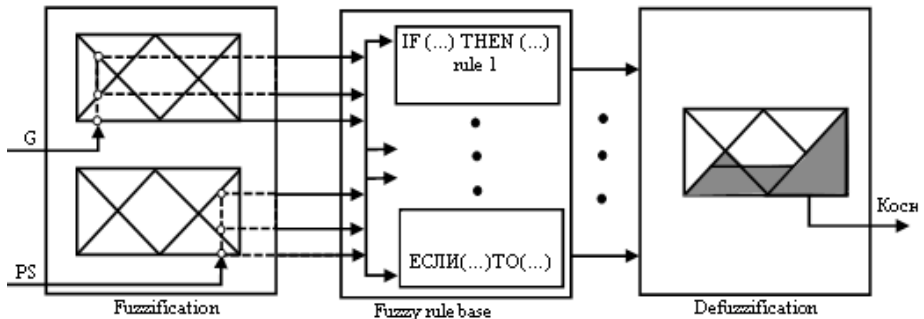 IF (...) THEN (...)
rule 1
G
PS
ЕСЛИ(...)ТО(...)
Косн
Fuzzification
Fuzzy rule base
Defuzzification